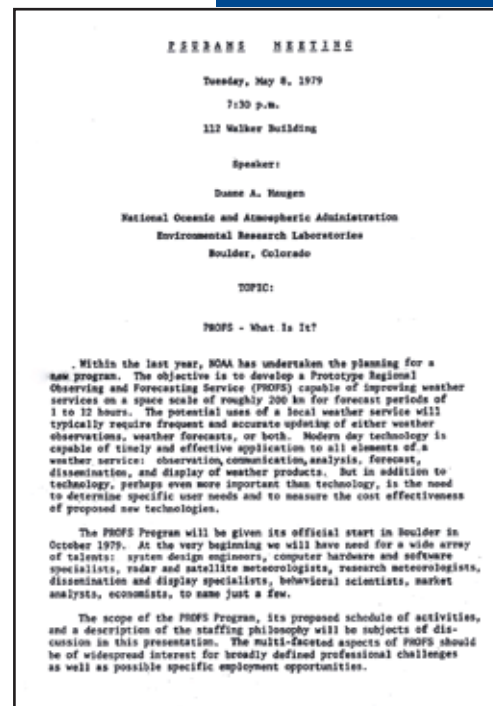 PSUBAMS MEETING
Tuesday, May 8, 1979
7:30 p.m.
112 Walker Building
Speaker:
Duane A. Haugen
National Oceanic and Atmospheric Administration
Environmental Research Laboratories
Boulder, Colorado
TOPIC:
PROFS - What Is It?
Within the last year, NOAA has undertaken the planning for a
new program. The objective is to develop a Prototype Regional
Observing and Forecasting Service (PROFS) capable of improving weather
services on a space scale of roughly 200 km for forecast periods of
1 to 12 hours. The potential uses of a local weather service will
typically require frequent and accurate updating of either weather
observations, weather forecasts, or both. Modern day technology is
capable of timely and effective application to all elements of a
weather service: observation, communication, analysis, forecast,
dissemination, and display of weather products. But in addition to
technology, perhaps even more important than technology, is the need
to determine specific user needs and to measure the cost effectiveness
of proposed new technologies.
The PROFS Program will be given its official start in Boulder in
October 1979. At the very beginning we will have need for a wide array
of talents: system design engineers, computer hardware and software
specialists, radar and satellite meteorologists, research meteorologists,
dissemination and display specialists, behavioral scientists, market
analysts, economists, to name just a few.
The scope of the PROFS Program, its proposed schedule of activities,
and a description of the staffing philosophy will be subjects of dis-
cussion in this presentation. The multi-faceted aspects of PROFS should
be of widespread interest for broadly defined professional challenges
as well as possible specific employment opportunities.